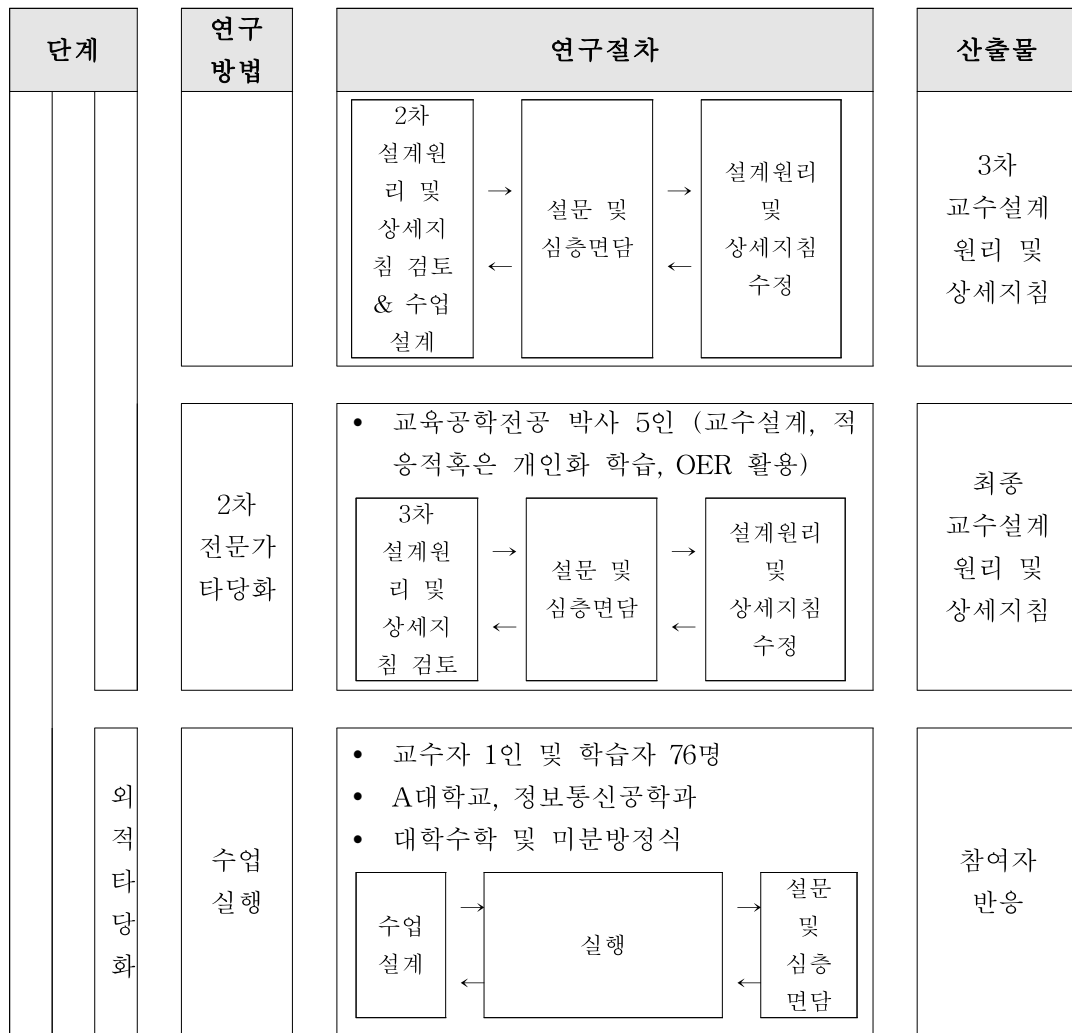 단계
연구
방법
연구절차
산출물
2차
설계원
리 및
상세지
침 검토
& 수업
설계
→
←
설문 및
심층면담
→
←
설계원리
및
상세지침
수정
3차
교수설계
원리 및
상세지침
2차
전문가
타당화
• 교육공학전공 박사 5인 (교수설계, 적
응적혹은 개인화 학습, OER 활용)
3차
설계원
리 및
상세지
침 검토
→
←
설문 및
심층면담
→
←
설계원리
및
상세지침
수정
최종
교수설계
원리 및
상세지침
외
적
타
당
화
수업
실행
• 교수자 1인 및 학습자 76명
• A대학교, 정보통신공학과
• 대학수학 및 미분방정식
수업
설계
→
←
실행
→
←
설문
및
심층
면담
참여자
반응